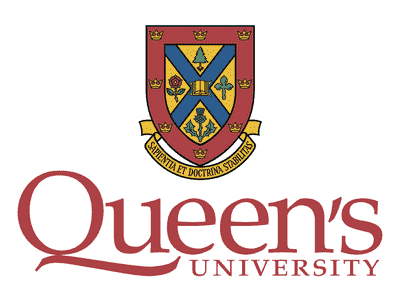 SAPIENTIA ET DOCTRINA STABILITAS
Queen's
UNIVERSITY